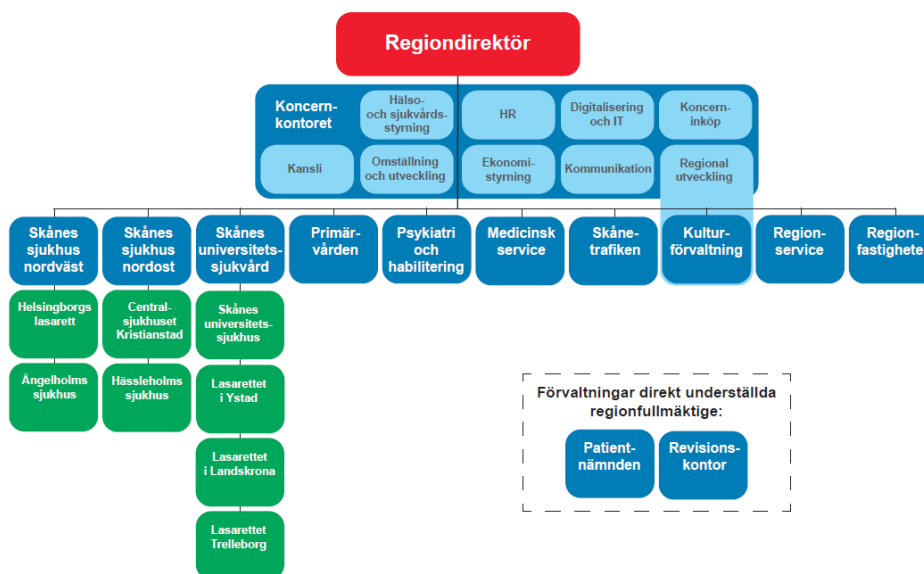 Regiondirektör
Koncern-
kontoret
Hälso-
och sjukvårds-
styrning
HR
Digitalisering
och IT
Koncern-
inköp
Kansli
Omställning
och utveckling
Ekonomi-
styrning
Kommunikation
Regional
utveckling
Skånes
sjukhus
nordväst
Skånes
sjukhus
nordost
Skånes
universitets-
sjukvård
Primär-
vården
Psykiatri
och
habilitering
Medicinsk
service
Skåne-
trafiken
Kultur-
förvaltning
Region-
service
Region-
fastighete
Helsingborgs
lasarett
Central-
sjukhuset
Kristianstad
Skånes
universitets-
sjukhus
Ängelholms
sjukhus
Hässleholms
sjukhus
Lasarettet
i Ystad
Lasarettet
i Landskrona
Lasarettet
Trelleborg
Förvaltningar direkt underställda
regionfullmäktige:
Patient-
nämnden
Revisions-
kontor